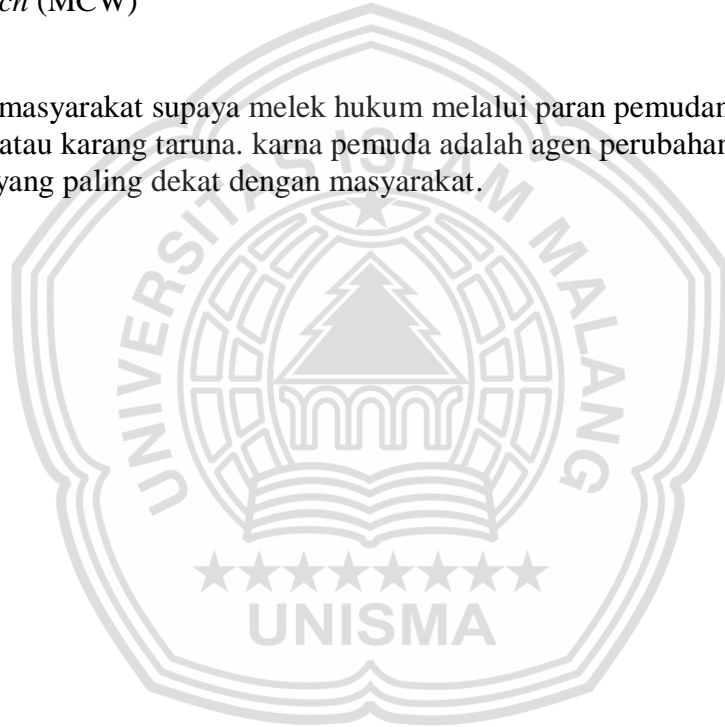 ch (MCW)
masyarakat supaya melek hukum melalui paran pemudan
atau karang taruna. karna pemuda adalah agen perubahan
yang paling dekat dengan masyarakat.
UNIVERSITAS ISLAM MALANG
UNISMA